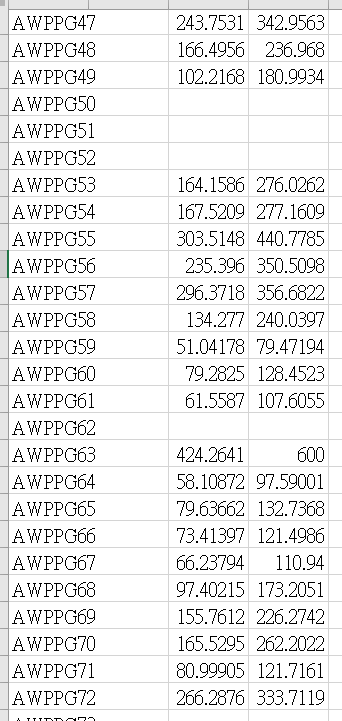 AWPPG47 243.7531 342.9563
AWPPG48 166.4956 236.968
AWPPG49 102.2168 180.9934
AWPPG50
AWPPG51
AWPPG52
AWPPG53 164.1586 276.0262
AWPPG54 167.5209 277.1609
AWPPG55 303.5148 440.7785
AWPPG56 235.396 350.5098
AWPPG57 296.3718 356.6822
AWPPG58 134.277 240.0397
AWPPG59 51.04178 79.47194
AWPPG60 79.2825 128.4523
AWPPG61 61.5587 107.6055
AWPPG62
AWPPG63 424.2641 600
AWPPG64 58.10872 97.59001
AWPPG65 79.63662 132.7368
AWPPG66 73.41397 121.4986
AWPPG67 66.23794 110.94
AWPPG68 97.40215 173.2051
AWPPG69 155.7612 226.2742
AWPPG70 165.5295 262.2022
AWPPG71 80.99905 121.7161
AWPPG72 266.2876 333.7119